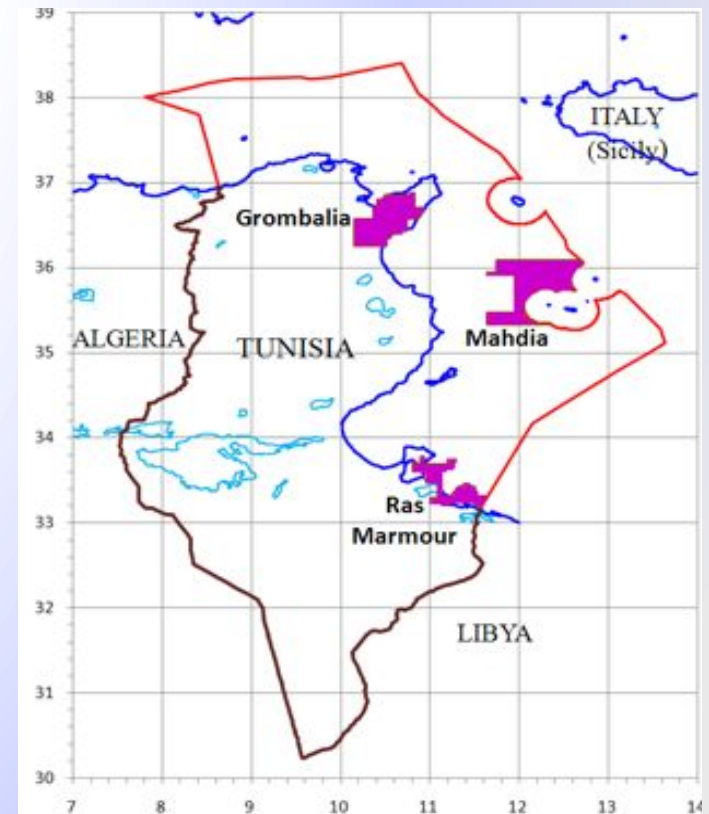 39
38
37
36
35
34
33
32
31
30
ITALY
(Sicily)
Grombalia
ALGERIA
TUNISIA
Mahdia
Ras
Marmour
LIBYA
7 8 9 10 11 12 13 14